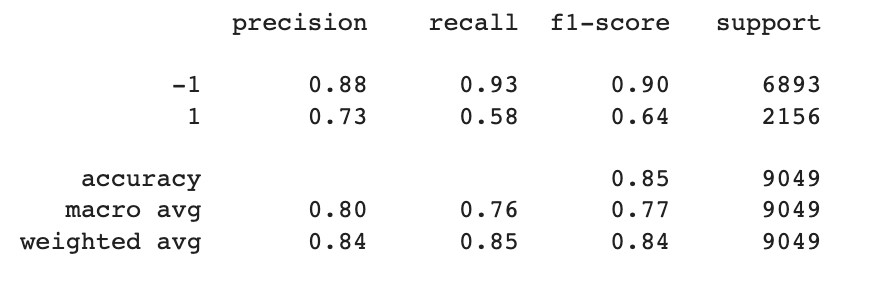 precision recall f1-score support
-1 0.88 0.93 0.90 6893
1 0.73 0.58 0.64 2156
accuracy 0.85 9049
macro avg 0.80 0.76 0.77 9049
weighted avg 0.84 0.85 0.84 9049